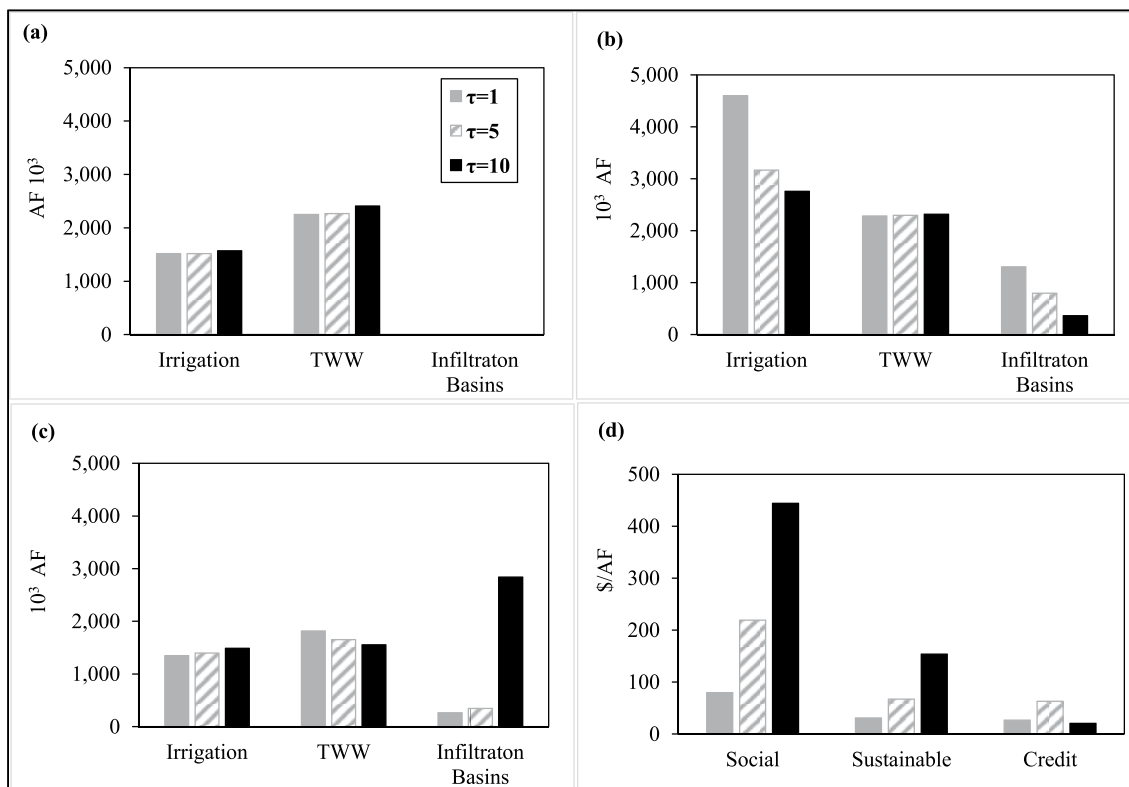 (a)
5,000
4,000
3,000
2,000
1,000
0
AF 10³
τ=1
τ=5
τ=10
Irrigation
TWW
Infiltraton
Basins
(b)
5,000
4,000
3,000
2,000
1,000
0
10³ AF
Irrigation
TWW
Infiltraton
Basins
(c)
5,000
4,000
3,000
2,000
1,000
0
10³ AF
Irrigation
TWW
Infiltraton
Basins
(d)
500
400
300
200
100
0
$/AF
Social
Sustainable
Credit